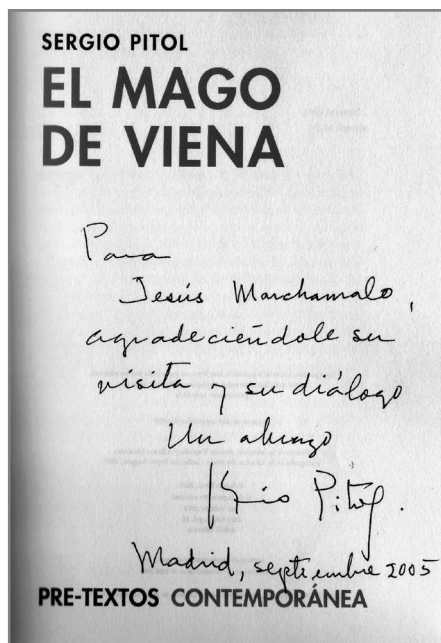 SERGIO PITOL
EL MAGO
DE VIENA
Para
Jesús Marchamalo,
agradeciéndole su
visita y su diálogo
Un abrazo
Sergio Pitol.
Madrid, septiembre 2005
PRE-TEXTOS CONTEMPORÁNEA